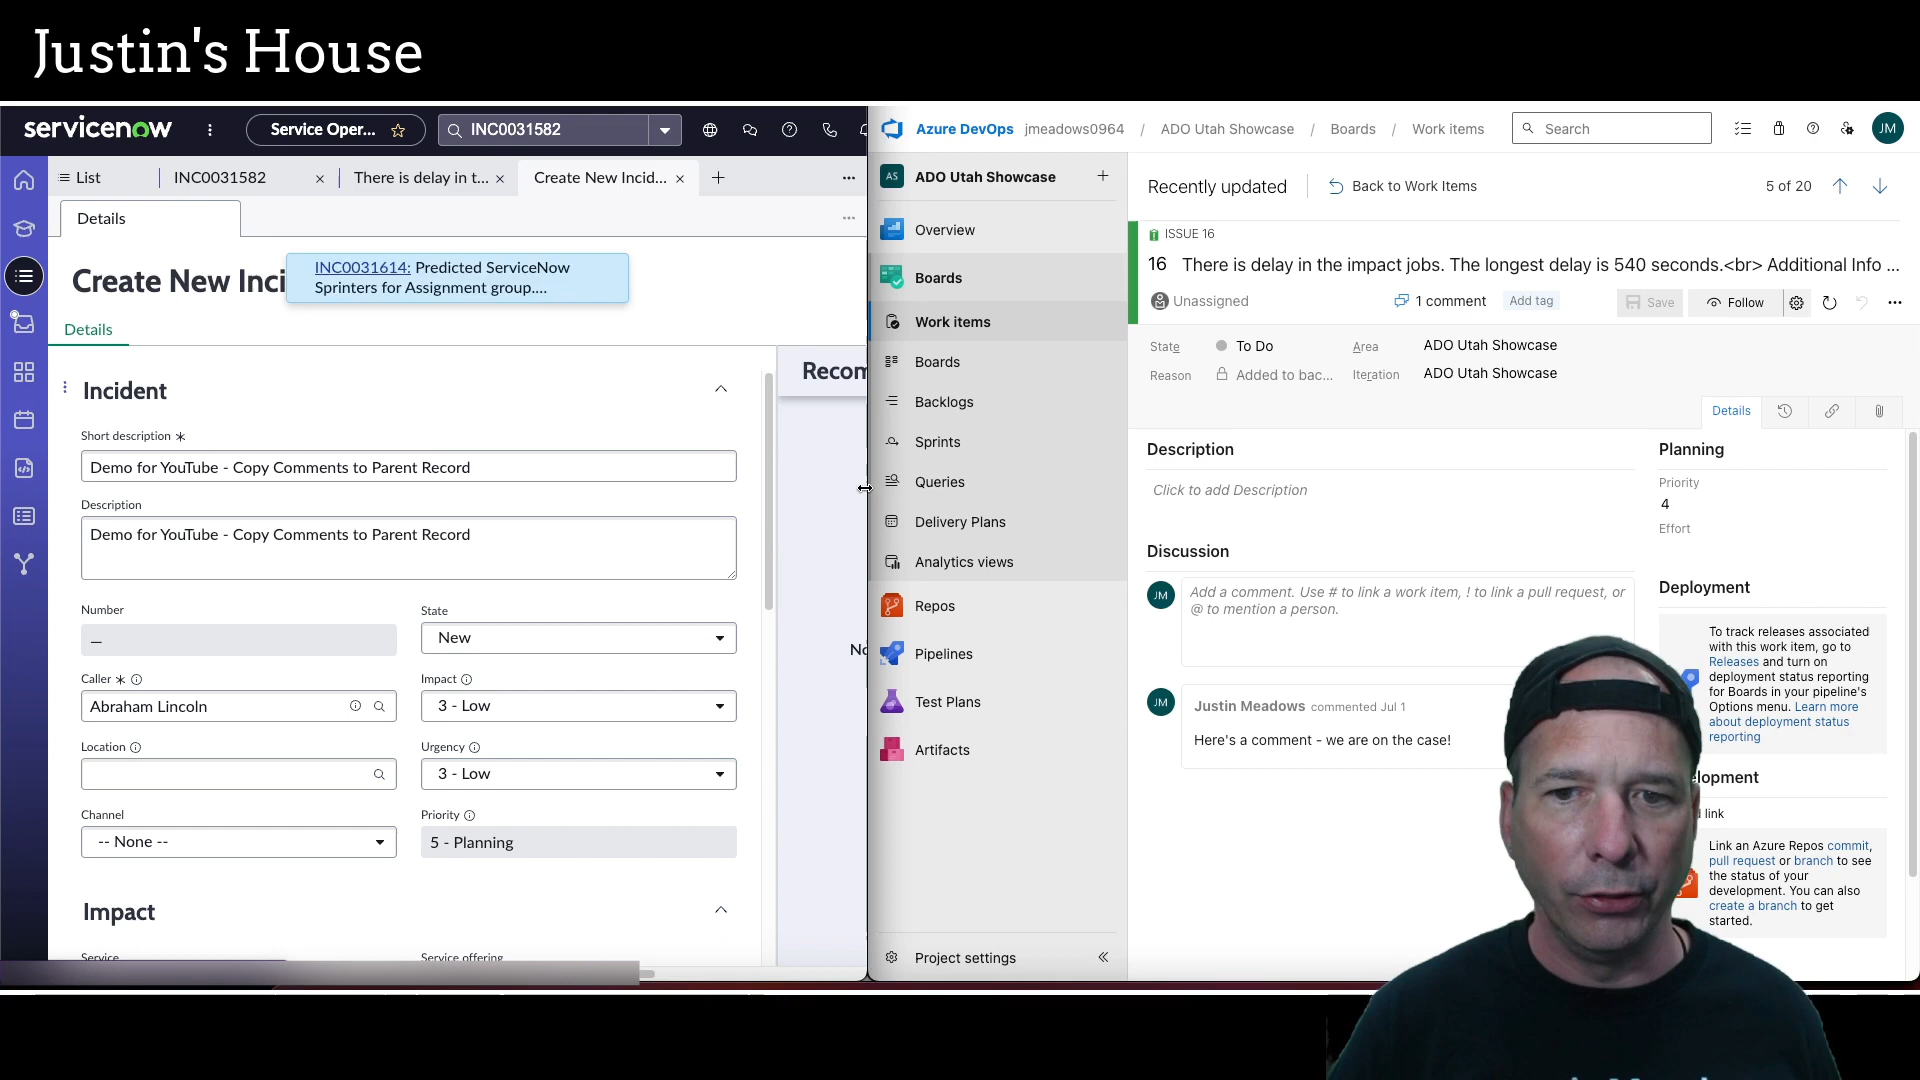 Justin's House
servicenow
Service Oper...
INC0031582
List
INC0031582
There is delay in t...
Create New Incid...
Details
Create New Inci
INC0031614: Predicted ServiceNow
Sprinters for Assignment group....
Details
Recom
Incident
Short description
Demo for YouTube - Copy Comments to Parent Record
Description
Demo for YouTube - Copy Comments to Parent Record
Number
State
—
New
Caller
Impact
Abraham Lincoln
3 - Low
Location
Urgency
3 - Low
Channel
Priority
-- None --
5 - Planning
Impact
Service
Service offering
No
Azure DevOps
jmeadows0964 / ADO Utah Showcase / Boards / Work items
Search
JM
AS
ADO Utah Showcase
Overview
Boards
Work items
Boards
Backlogs
Sprints
Queries
Delivery Plans
Analytics views
Repos
Pipelines
Test Plans
Artifacts
Project settings
Recently updated
Back to Work Items
5 of 20
ISSUE 16
16 There is delay in the impact jobs. The longest delay is 540 seconds.<br> Additional Info ...
Unassigned
1 comment
Add tag
Save
Follow
State
To Do
Area
ADO Utah Showcase
Reason
Added to bac...
Iteration
ADO Utah Showcase
Details
Description
Click to add Description
Discussion
JM
Add a comment. Use # to link a work item, ! to link a pull request, or
@ to mention a person.
JM
Justin Meadows commented Jul 1
Here's a comment - we are on the case!
Planning
Priority
4
Effort
Deployment
To track releases associated
with this work item, go to
Releases and turn on
deployment status reporting
for Boards in your pipeline's
Options menu. Learn more
about deployment status
reporting
lopment
link
Link an Azure Repos commit,
pull request or branch to see
the status of your
development. You can also
create a branch to get
started.